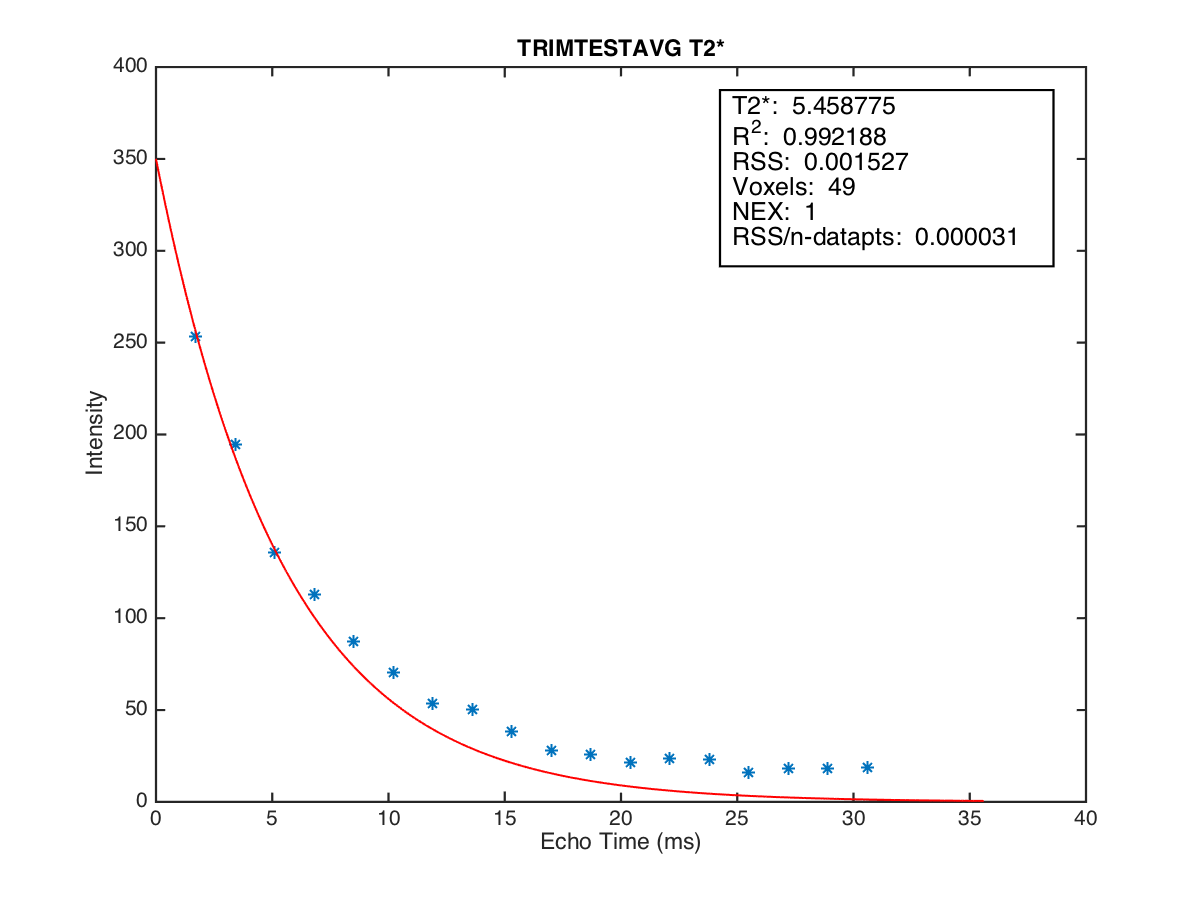 TRIMTESTAVG T2*
400
350
300
250
200
150
100
50
0
Intensity
T2*: 5.458775
R²: 0.992188
RSS: 0.001527
Voxels: 49
NEX: 1
RSS/n-datapts: 0.000031
0 5 10 15 20 25 30 35 40
Echo Time (ms)